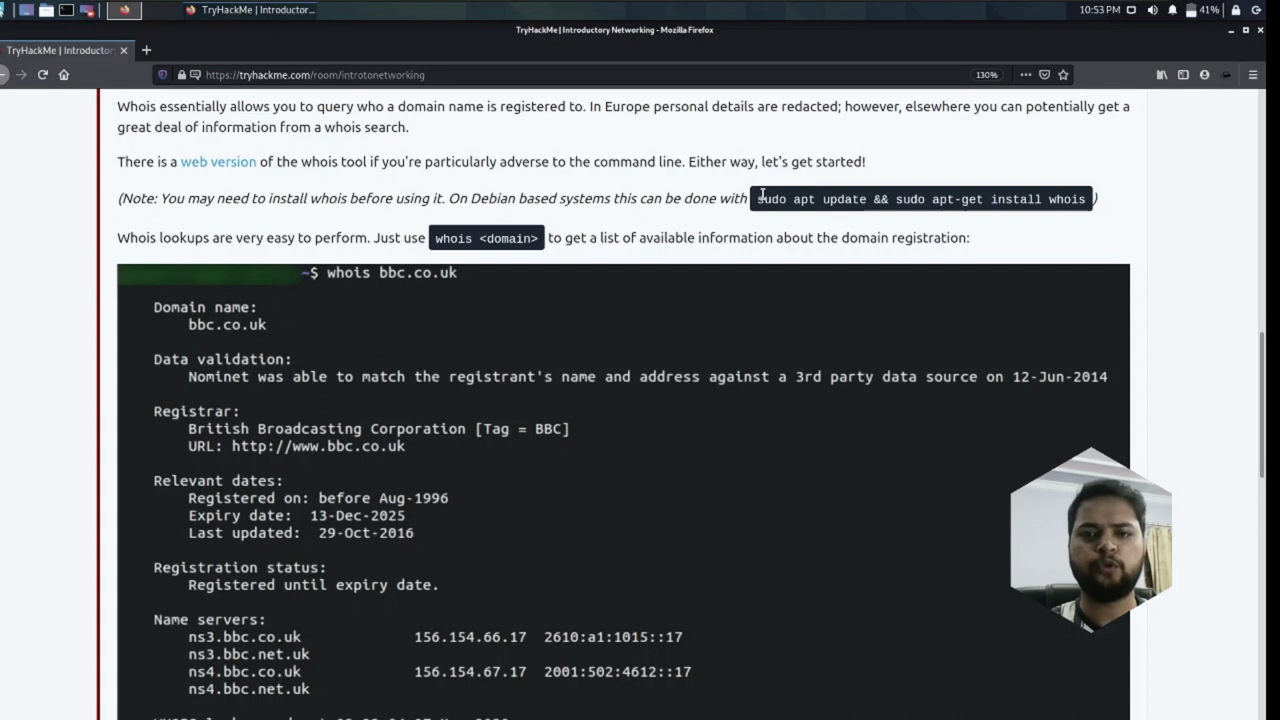 TryHackMe | Introductor...
10:53 PM
41%
TryHackMe | Introductory Networking - Mozilla Firefox
TryHackMe | Introductor
https://tryhackme.com/room/introtonetworking
130%
Whois essentially allows you to query who a domain name is registered to. In Europe personal details are redacted; however, elsewhere you can potentially get a
great deal of information from a whois search.
There is a web version of the whois tool if you're particularly adverse to the command line. Either way, let's get started!
(Note: You may need to install whois before using it. On Debian based systems this can be done with sudo apt update && sudo apt-get install whois )
Whois lookups are very easy to perform. Just use whois <domain> to get a list of available information about the domain registration:
~$ whois bbc.co.uk
Domain name:
bbc.co.uk
Data validation:
Nominet was able to match the registrant's name and address against a 3rd party data source on 12-Jun-2014
Registrar:
British Broadcasting Corporation [Tag = BBC]
URL: http://www.bbc.co.uk
Relevant dates:
Registered on: before Aug-1996
Expiry date:  13-Dec-2025
Last updated:  29-Oct-2016
Registration status:
Registered until expiry date.
Name servers:
ns3.bbc.co.uk 156.154.66.17 2610:a1:1015::17
ns3.bbc.net.uk
ns4.bbc.co.uk 156.154.67.17 2001:502:4612::17
ns4.bbc.net.uk